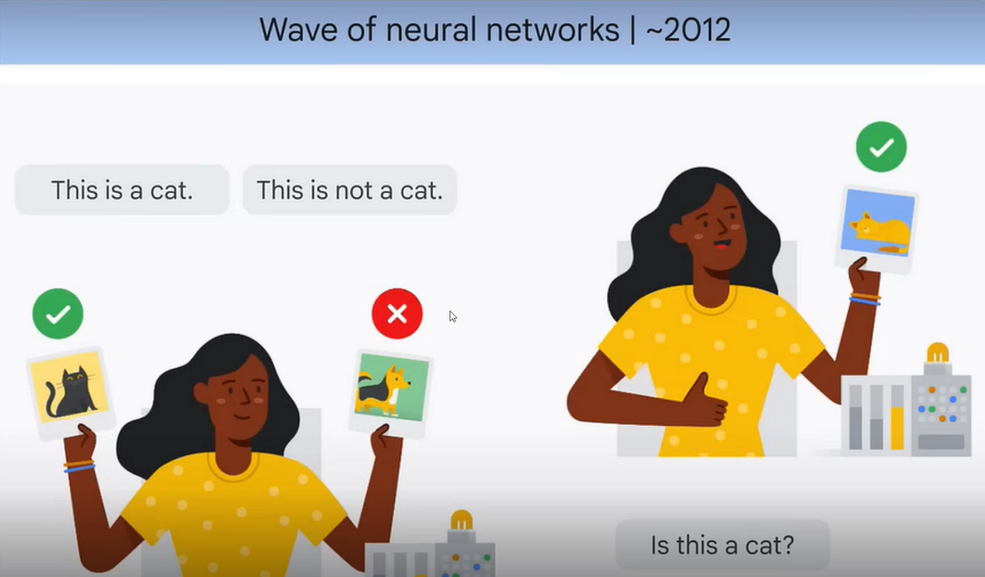 Wave of neural networks | ~2012
This is a cat.
This is not a cat.
Is this a cat?